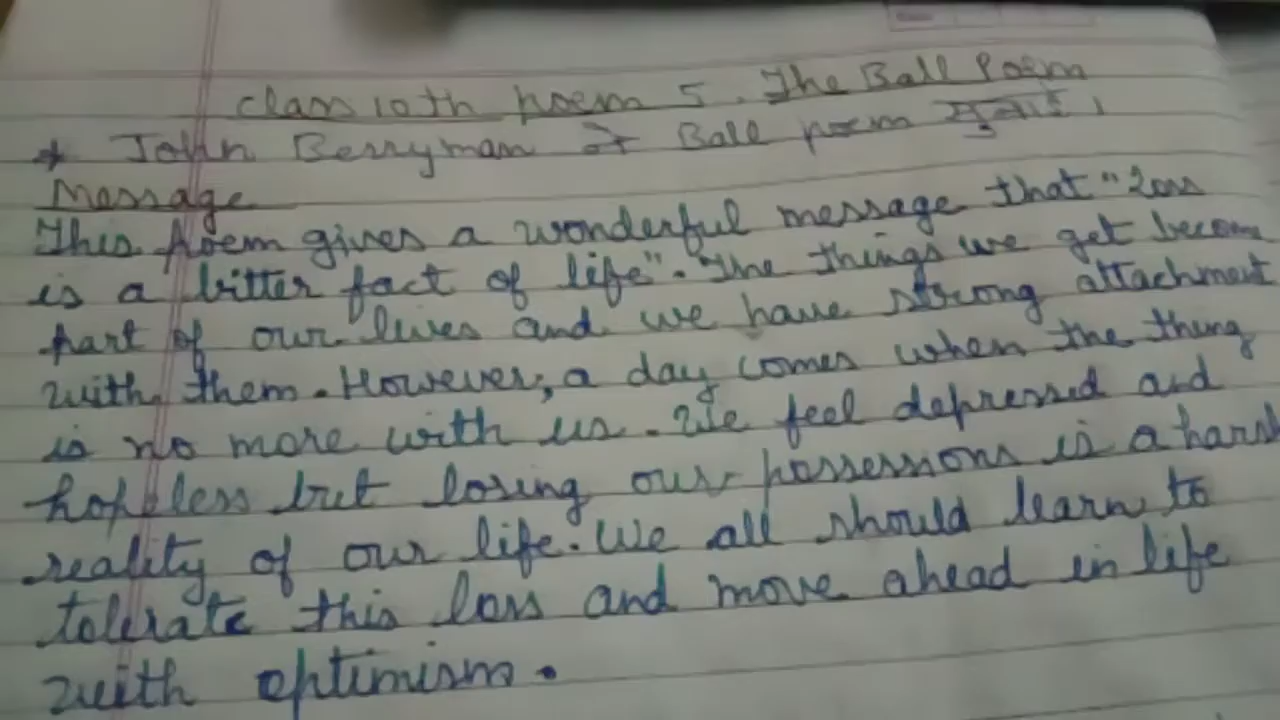 class 10th poem 5. The Ball Poem
* John Berryman ने Ball poem सुनाई।
Message
This poem gives a wonderful message that "Loss
is a bitter fact of life". The things we get become
part of our lives and we have strong attachment
with them. However, a day comes when the thing
is no more with us. We feel depressed and
hopeless but losing our possessions is a harsh
reality of our life. We all should learn to
tolerate this loss and move ahead in life
with optimism.